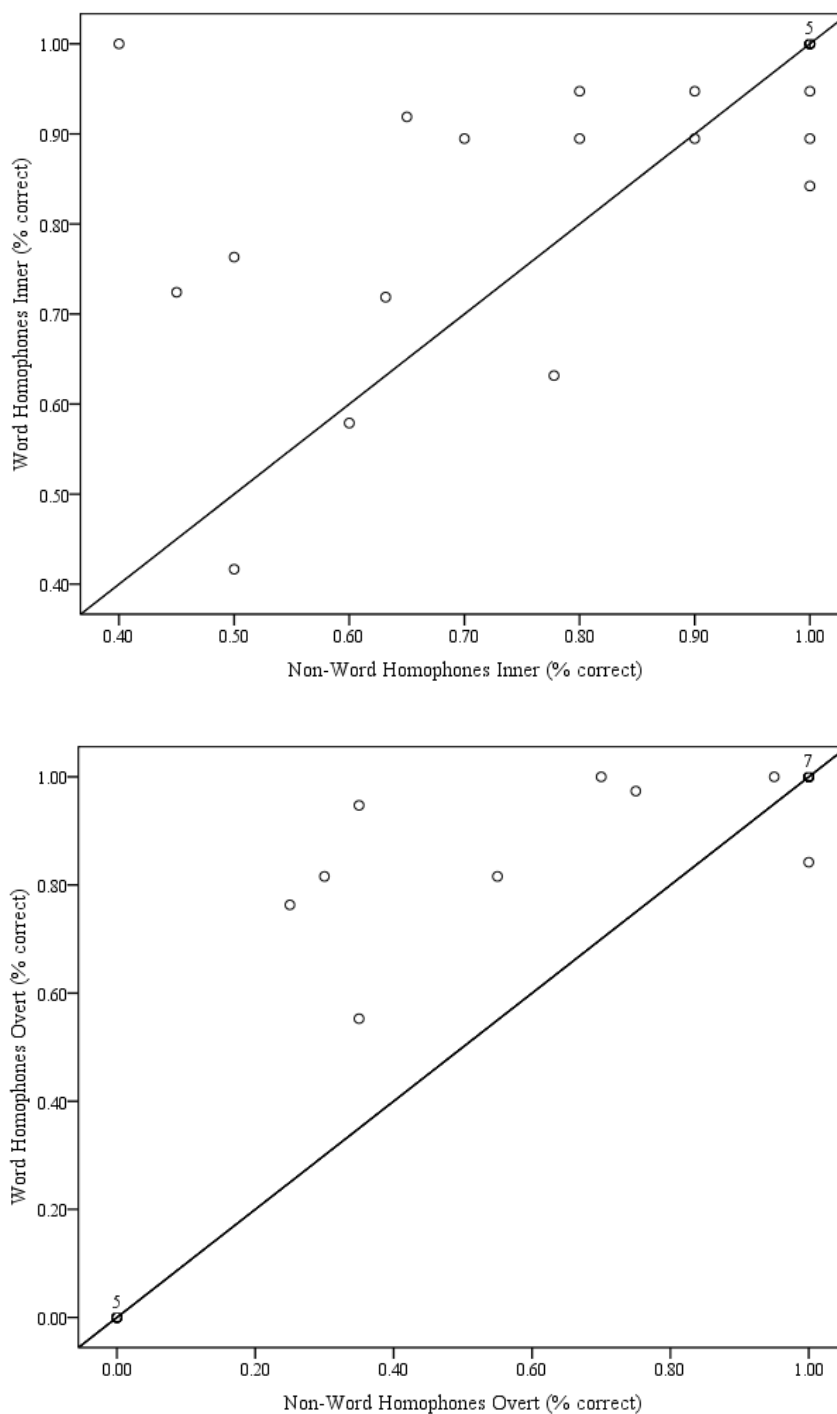 5
1.00
0.90
0.80
0.70
0.60
0.50
0.40
Word Homophones Inner (% correct)
0.40 0.50 0.60 0.70 0.80 0.90 1.00
Non-Word Homophones Inner (% correct)
7
1.00
0.80
0.60
0.40
0.20
0.00
5
Word Homophones Overt (% correct)
0.00 0.20 0.40 0.60 0.80 1.00
Non-Word Homophones Overt (% correct)